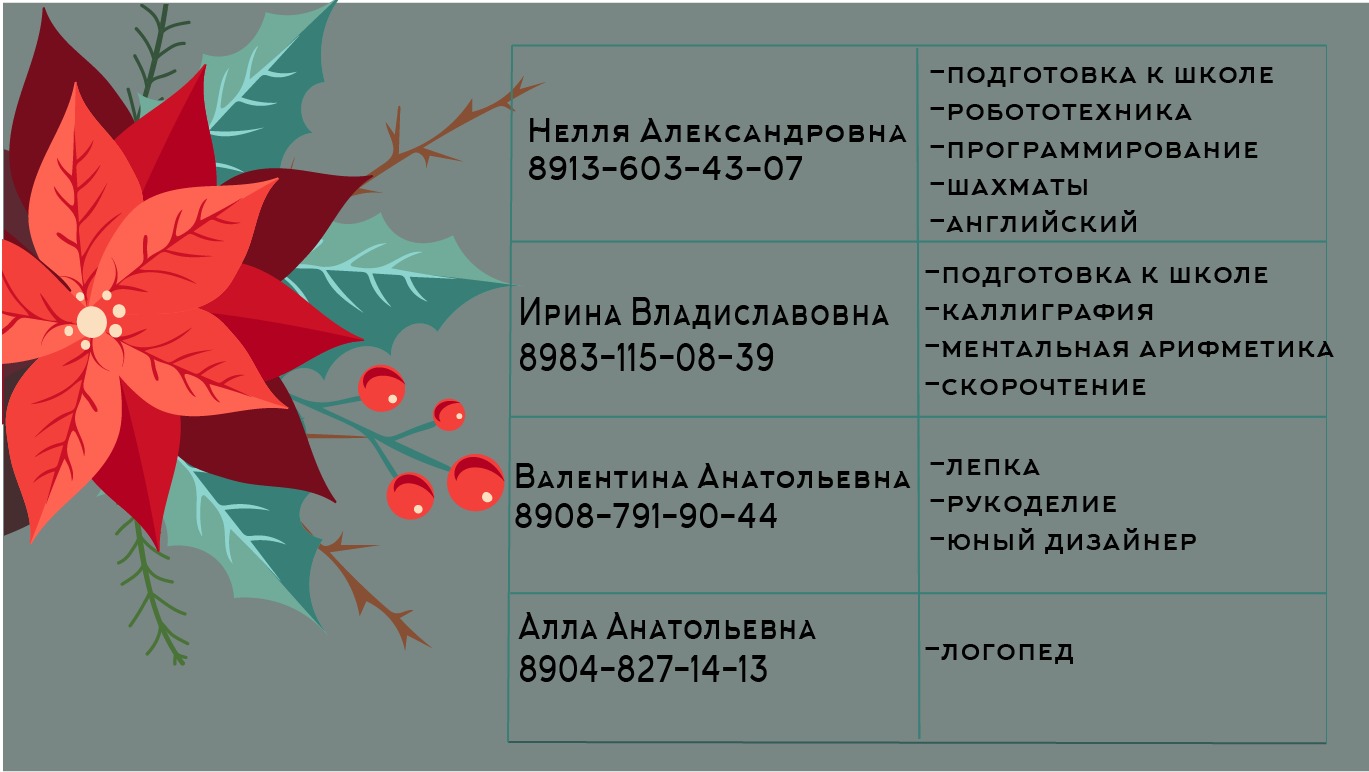 Нелля Александровна
8913-603-43-07
-подготовка к школе
-робототехника
-программирование
-шахматы
-английский
Ирина Владиславовна
8983-115-08-39
-подготовка к школе
-каллиграфия
-ментальная арифметика
-скорочтение
Валентина Анатольевна
8908-791-90-44
-лепка
-рукоделие
-юный дизайнер
Алла Анатольевна
8904-827-14-13
-логопед